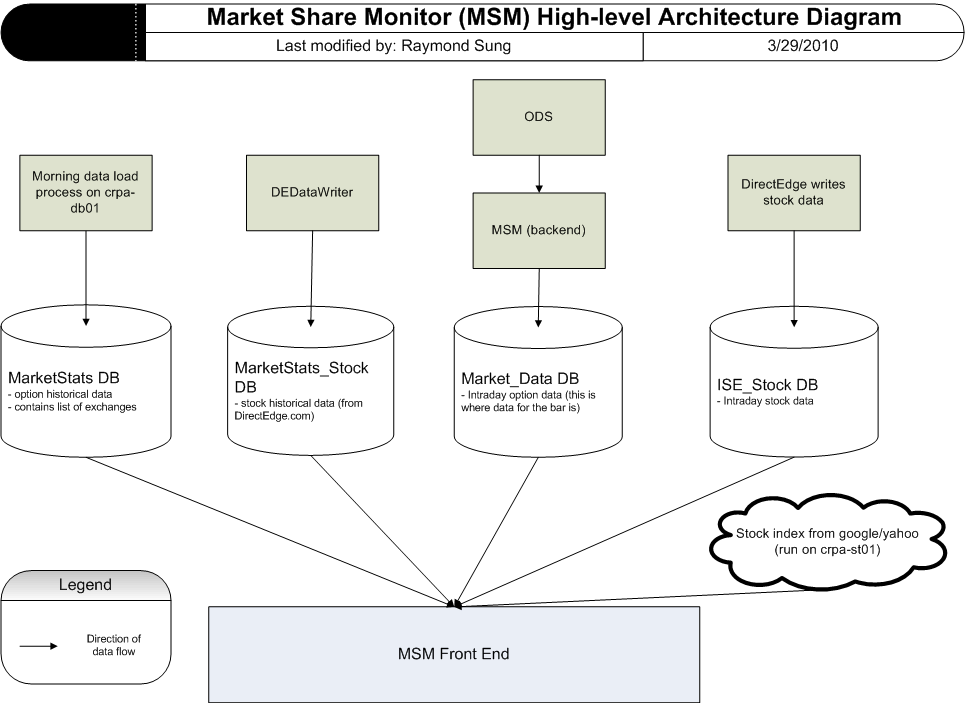 Market Share Monitor (MSM) High-level Architecture Diagram
Last modified by: Raymond Sung
3/29/2010
ODS
Morning data load
process on crpa-
db01
DEDataWriter
MSM (backend)
DirectEdge writes
stock data
MarketStats DB
- option historical data
- contains list of exchanges
MarketStats_Stock
DB
- stock historical data (from
DirectEdge.com)
Market_Data DB
- Intraday option data (this is
where data for the bar is)
ISE_Stock DB
- Intraday stock data
Stock index from google/yahoo
(run on crpa-st01)
Legend
Direction of
data flow
MSM Front End